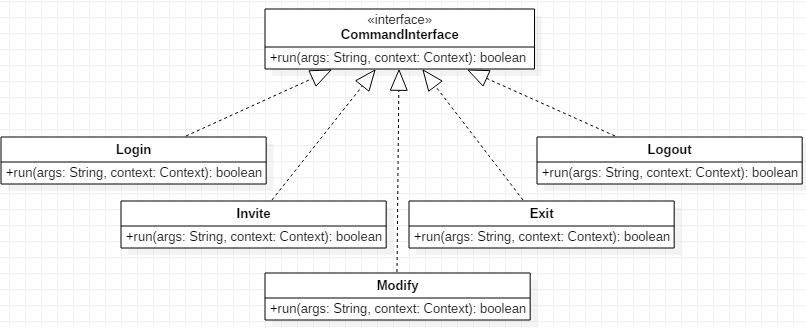 «interface»
CommandInterface
+run(args: String, context: Context): boolean
Login
+run(args: String, context: Context): boolean
Logout
+run(args: String, context: Context): boolean
Invite
+run(args: String, context: Context): boolean
Exit
+run(args: String, context: Context): boolean
Modify
+run(args: String, context: Context): boolean